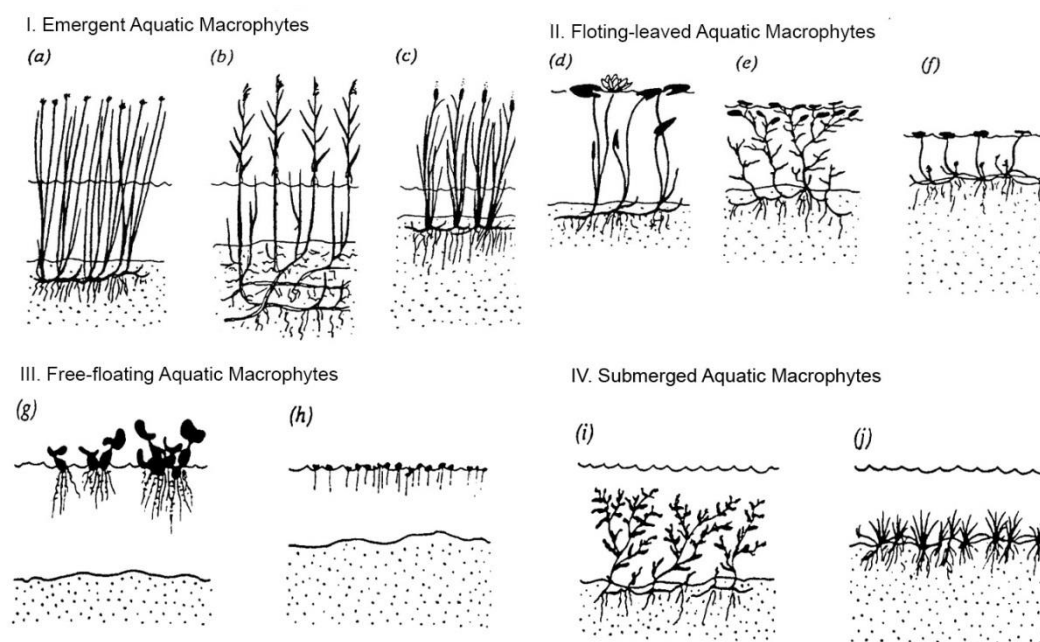 I. Emergent Aquatic Macrophytes
II. Floting-leaved Aquatic Macrophytes
(a)
(b)
(c)
(d)
(e)
(f)
III. Free-floating Aquatic Macrophytes
IV. Submerged Aquatic Macrophytes
(g)
(h)
(i)
(j)